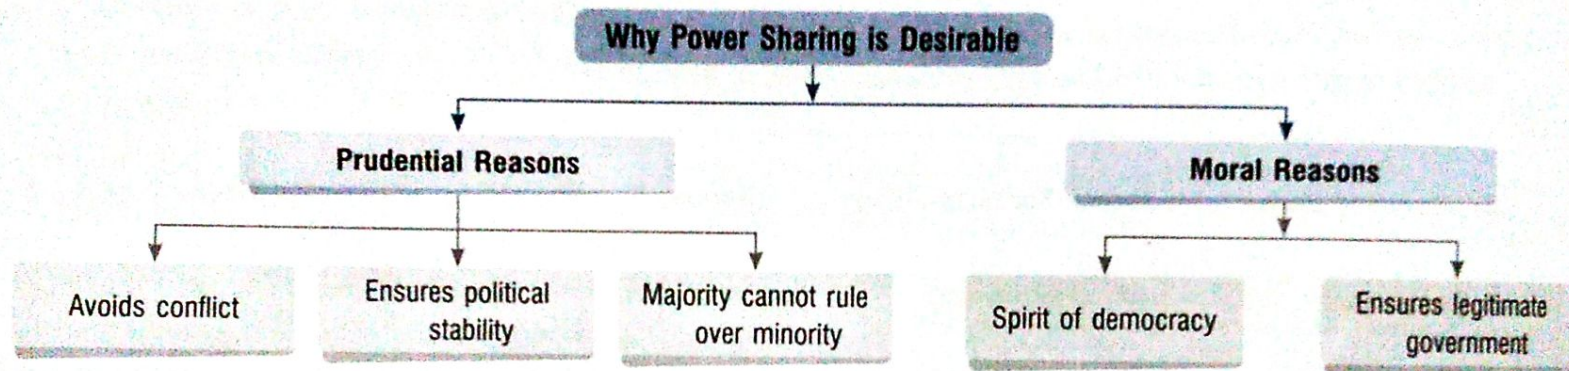 Why Power Sharing is Desirable
Prudential Reasons
Moral Reasons
Avoids conflict
Ensures political
stability
Majority cannot rule
over minority
Spirit of democracy
Ensures legitimate
government